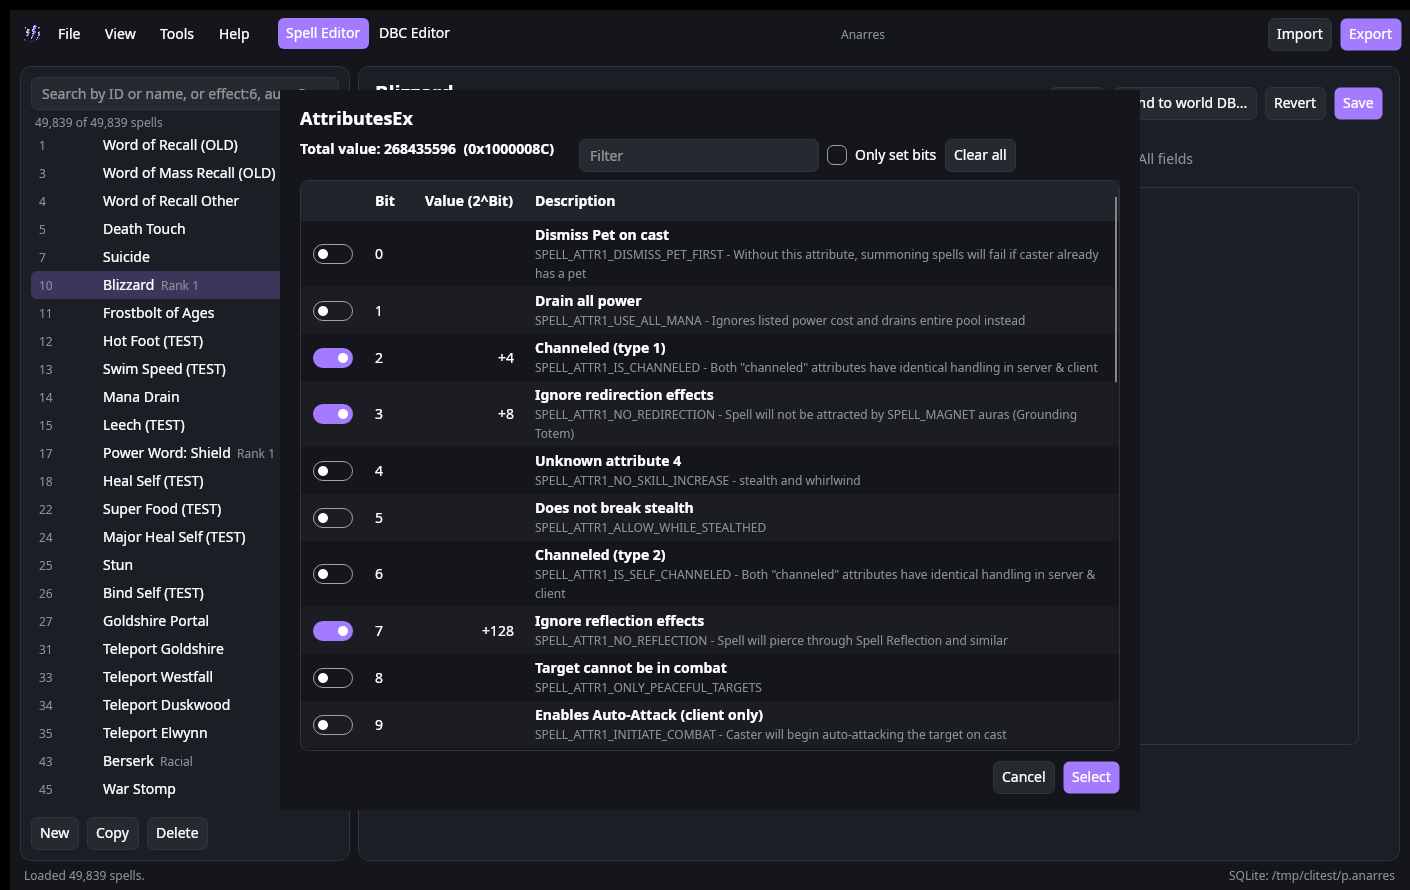 File View Tools Help Spell Editor DBC Editor Anarres Import Export
Search by ID or name, or effect:6, au
49,839 of 49,839 spells
1 Word of Recall (OLD)
3 Word of Mass Recall (OLD)
4 Word of Recall Other
5 Death Touch
7 Suicide
10 Blizzard Rank 1
11 Frostbolt of Ages
12 Hot Foot (TEST)
13 Swim Speed (TEST)
14 Mana Drain
15 Leech (TEST)
17 Power Word: Shield Rank 1
18 Heal Self (TEST)
22 Super Food (TEST)
24 Major Heal Self (TEST)
25 Stun
26 Bind Self (TEST)
27 Goldshire Portal
31 Teleport Goldshire
33 Teleport Westfall
34 Teleport Duskwood
35 Teleport Elwynn
43 Berserk Racial
45 War Stomp
New Copy Delete
nd to world DB... Revert Save
All fields
AttributesEx
Total value: 268435596 (0x1000008C) Filter Only set bits Clear all
Bit Value (2^Bit) Description
0 Dismiss Pet on cast
SPELL_ATTR1_DISMISS_PET_FIRST - Without this attribute, summoning spells will fail if caster already
has a pet
1 Drain all power
SPELL_ATTR1_USE_ALL_MANA - Ignores listed power cost and drains entire pool instead
2 +4 Channeled (type 1)
SPELL_ATTR1_IS_CHANNELED - Both "channeled" attributes have identical handling in server & client
3 +8 Ignore redirection effects
SPELL_ATTR1_NO_REDIRECTION - Spell will not be attracted by SPELL_MAGNET auras (Grounding
Totem)
4 Unknown attribute 4
SPELL_ATTR1_NO_SKILL_INCREASE - stealth and whirlwind
5 Does not break stealth
SPELL_ATTR1_ALLOW_WHILE_STEALTHED
6 Channeled (type 2)
SPELL_ATTR1_IS_SELF_CHANNELED - Both "channeled" attributes have identical handling in server &
client
7 +128 Ignore reflection effects
SPELL_ATTR1_NO_REFLECTION - Spell will pierce through Spell Reflection and similar
8 Target cannot be in combat
SPELL_ATTR1_ONLY_PEACEFUL_TARGETS
9 Enables Auto-Attack (client only)
SPELL_ATTR1_INITIATE_COMBAT - Caster will begin auto-attacking the target on cast
Cancel Select
Loaded 49,839 spells. SQLite: /tmp/clitest/p.anarres